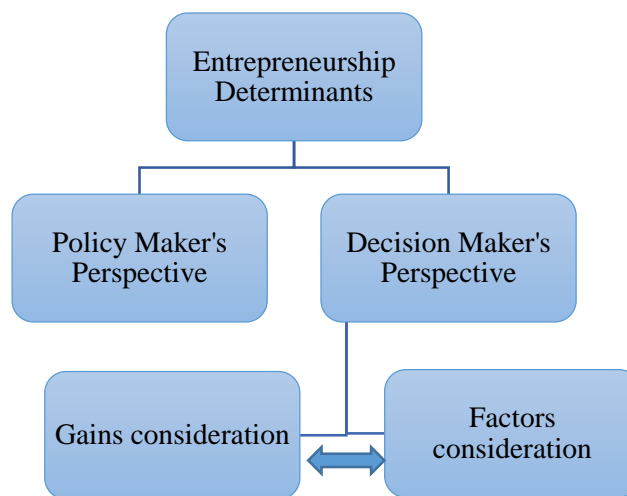 Entrepreneurship
Determinants
Policy Maker's
Perspective
Decision Maker's
Perspective
Gains consideration
Factors
consideration